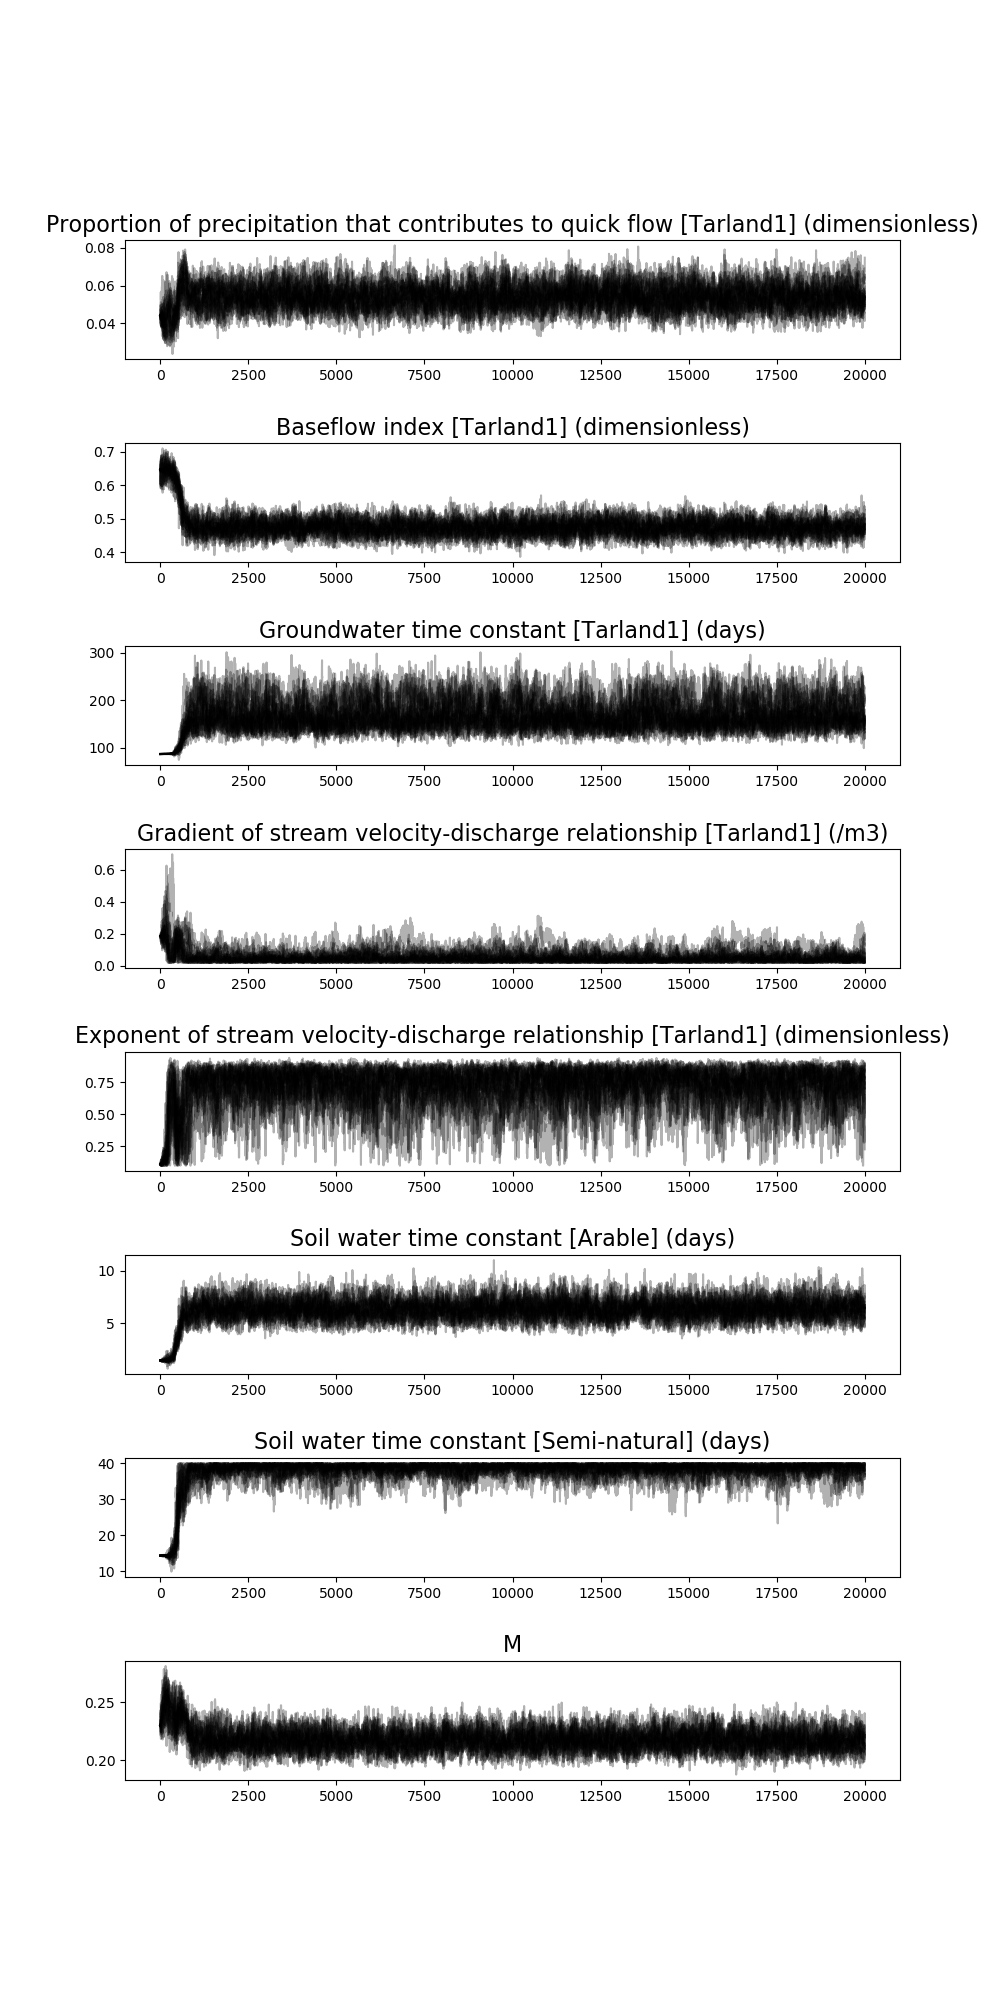 Proportion of precipitation that contributes to quick flow [Tarland1] (dimensionless)
0.08
0.06
0.04
0 2500 5000 7500 10000 12500 15000 17500 20000
Baseflow index [Tarland1] (dimensionless)
0.7
0.6
0.5
0.4
0 2500 5000 7500 10000 12500 15000 17500 20000
Groundwater time constant [Tarland1] (days)
300
200
100
0 2500 5000 7500 10000 12500 15000 17500 20000
Gradient of stream velocity-discharge relationship [Tarland1] (/m3)
0.6
0.4
0.2
0.0
0 2500 5000 7500 10000 12500 15000 17500 20000
Exponent of stream velocity-discharge relationship [Tarland1] (dimensionless)
0.75
0.50
0.25
0 2500 5000 7500 10000 12500 15000 17500 20000
Soil water time constant [Arable] (days)
10
5
0 2500 5000 7500 10000 12500 15000 17500 20000
Soil water time constant [Semi-natural] (days)
40
30
20
10
0 2500 5000 7500 10000 12500 15000 17500 20000
M
0.25
0.20
0 2500 5000 7500 10000 12500 15000 17500 20000